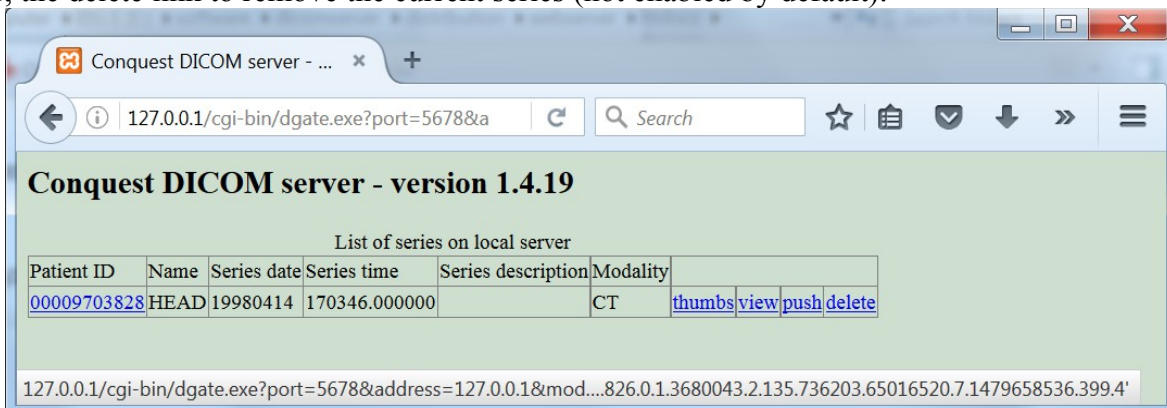 , the delete link to remove the current series (not enabled by default).
Conquest DICOM server - ...
127.0.0.1/cgi-bin/dgate.exe?port=5678&a
Search
Conquest DICOM server - version 1.4.19
List of series on local server
Patient ID Name Series date Series time Series description Modality
00009703828 HEAD 19980414 170346.000000 CT thumbs view push delete
127.0.0.1/cgi-bin/dgate.exe?port=5678&address=127.0.0.1&mod....826.0.1.3680043.2.135.736203.65016520.7.1479658536.399.4'